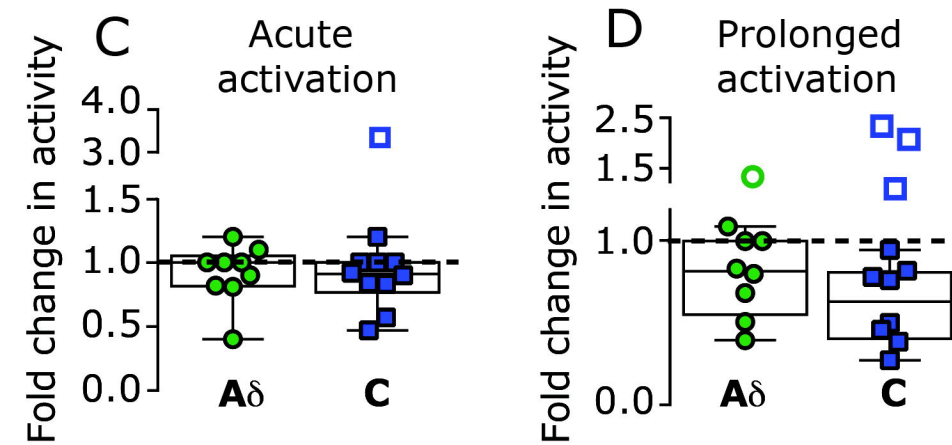 C
Acute
activation
Fold change in activity
4.0
3.0
1.5
1.0
0.5
0.0
Aδ
C
D
Prolonged
activation
Fold change in activity
2.5
1.5
1.0
0.0
Aδ
C